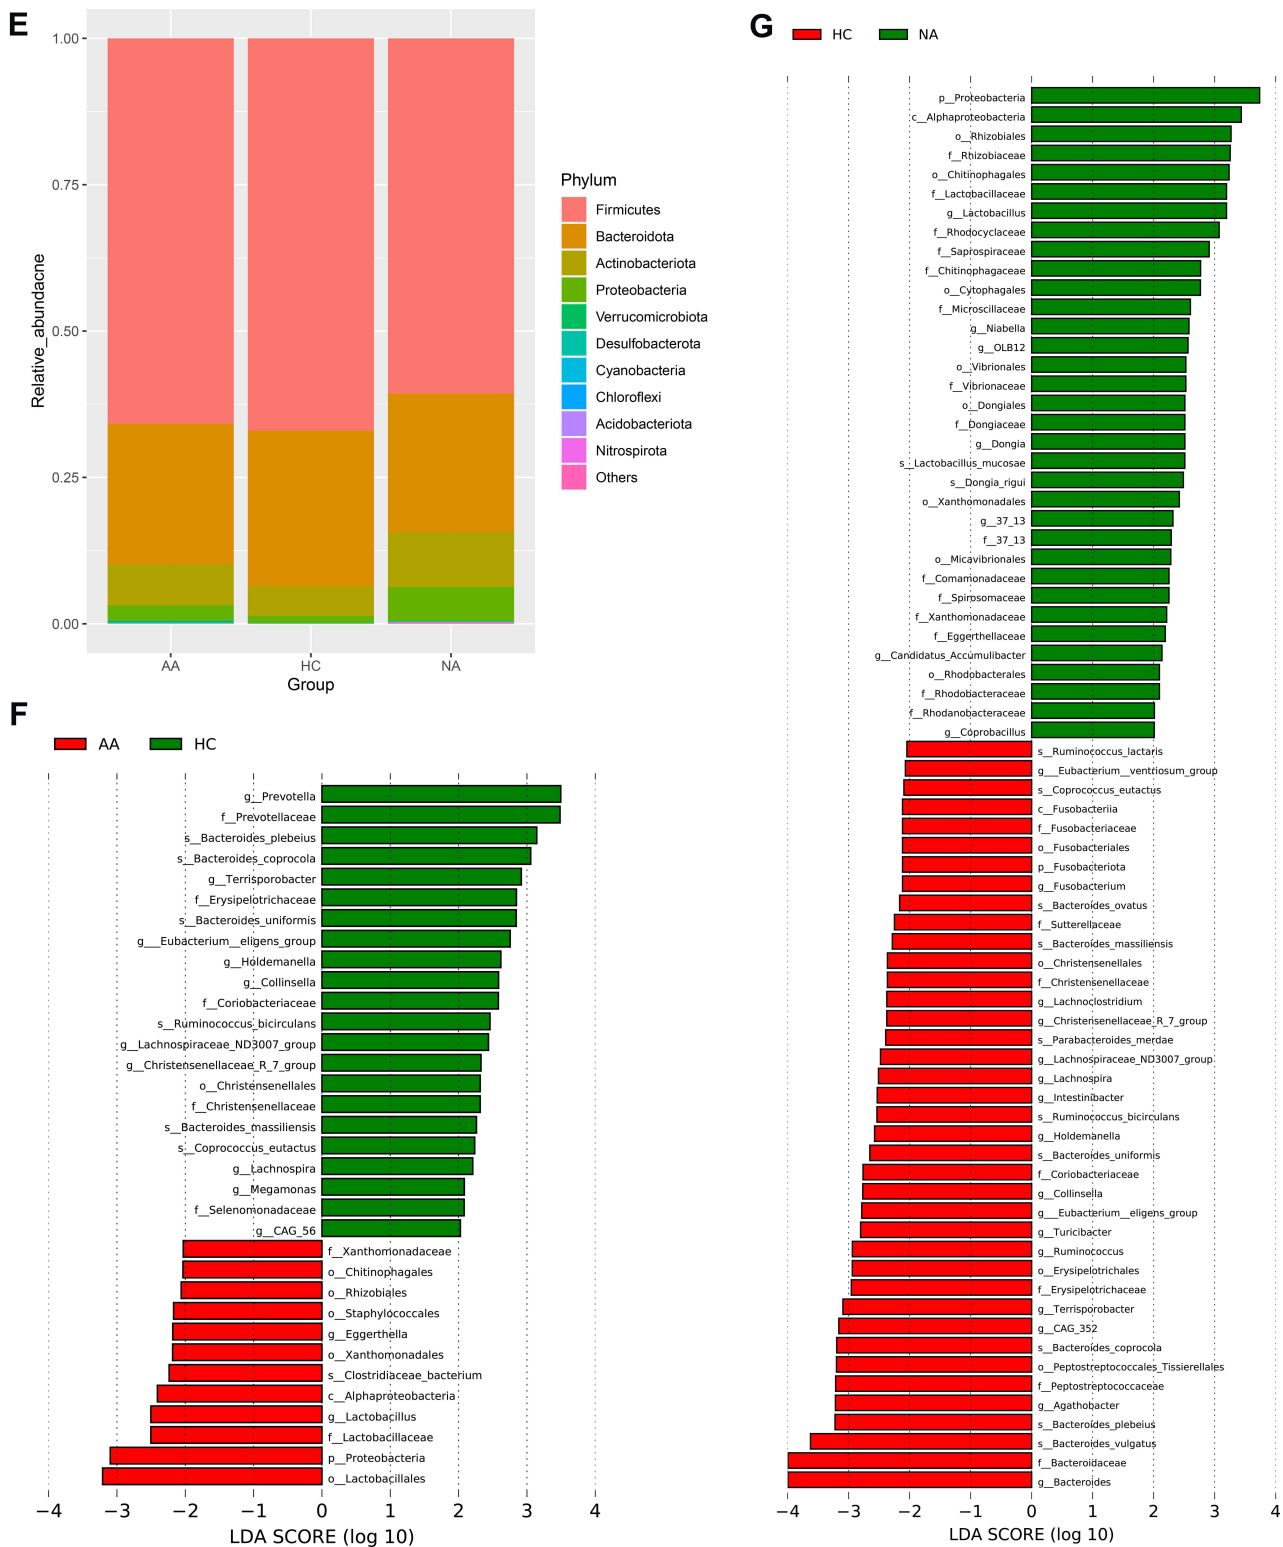 E
1.00
0.75
0.50
0.25
0.00
Relative_abundacne
AA
HC
NA
Group
Phylum
Firmicutes
Bacteroidota
Actinobacteriota
Proteobacteria
Verrucomicrobiota
Desulfobacterota
Cyanobacteria
Chloroflexi
Acidobacteriota
Nitrospirota
Others
F
AA
HC
g__Prevotella
f__Prevotellaceae
s__Bacteroides_plebeius
s__Bacteroides_coprocola
g__Terrisporobacter
f__Erysipelotrichaceae
s__Bacteroides_uniformis
g___Eubacterium__eligens_group
g__Holdemanella
g__Collinsella
f__Coriobacteriaceae
s__Ruminococcus_bicirculans
g__Lachnospiraceae_ND3007_group
g__Christensenellaceae_R_7_group
o__Christensenellales
f__Christensenellaceae
s__Bacteroides_massiliensis
s__Coprococcus_eutactus
g__Lachnospira
g__Megamonas
f__Selenomonadaceae
g__CAG_56
f__Xanthomonadaceae
o__Chitinophagales
o__Rhizobiales
o__Staphylococcales
g__Eggerthella
o__Xanthomonadales
s__Clostridiaceae_bacterium
c__Alphaproteobacteria
g__Lactobacillus
f__Lactobacillaceae
p__Proteobacteria
o__Lactobacillales
−4 −3 −2 −1 0 1 2 3 4
LDA SCORE (log 10)
G
HC
NA
p__Proteobacteria
c__Alphaproteobacteria
o__Rhizobiales
f__Rhizobiaceae
o__Chitinophagales
f__Lactobacillaceae
g__Lactobacillus
f__Rhodocyclaceae
f__Saprospiraceae
f__Chitinophagaceae
o__Cytophagales
f__Microscillaceae
g__Niabella
g__OLB12
o__Vibrionales
f__Vibrionaceae
o__Dongiales
f__Dongiaceae
g__Dongia
s__Lactobacillus_mucosae
s__Dongia_rigui
o__Xanthomonadales
g__37_13
f__37_13
o__Micavibrionales
f__Comamonadaceae
f__Spirosomaceae
f__Xanthomonadaceae
f__Eggerthellaceae
g__Candidatus_Accumulibacter
o__Rhodobacterales
f__Rhodobacteraceae
f__Rhodanobacteraceae
g__Coprobacillus
s__Ruminococcus_lactaris
g___Eubacterium__ventriosum_group
s__Coprococcus_eutactus
c__Fusobacteriia
f__Fusobacteriaceae
o__Fusobacteriales
p__Fusobacteriota
g__Fusobacterium
s__Bacteroides_ovatus
f__Sutterellaceae
s__Bacteroides_massiliensis
o__Christensenellales
f__Christensenellaceae
g__Lachnoclostridium
g__Christensenellaceae_R_7_group
s__Parabacteroides_merdae
g__Lachnospiraceae_ND3007_group
g__Lachnospira
g__Intestinibacter
s__Ruminococcus_bicirculans
g__Holdemanella
s__Bacteroides_uniformis
f__Coriobacteriaceae
g__Collinsella
g___Eubacterium__eligens_group
g__Turicibacter
g__Ruminococcus
o__Erysipelotrichales
f__Erysipelotrichaceae
g__Terrisporobacter
g__CAG_352
s__Bacteroides_coprocola
o__Peptostreptococcales_Tissierellales
f__Peptostreptococcaceae
g__Agathobacter
s__Bacteroides_plebeius
s__Bacteroides_vulgatus
f__Bacteroidaceae
g__Bacteroides
−4 −3 −2 −1 0 1 2 3 4
LDA SCORE (log 10)